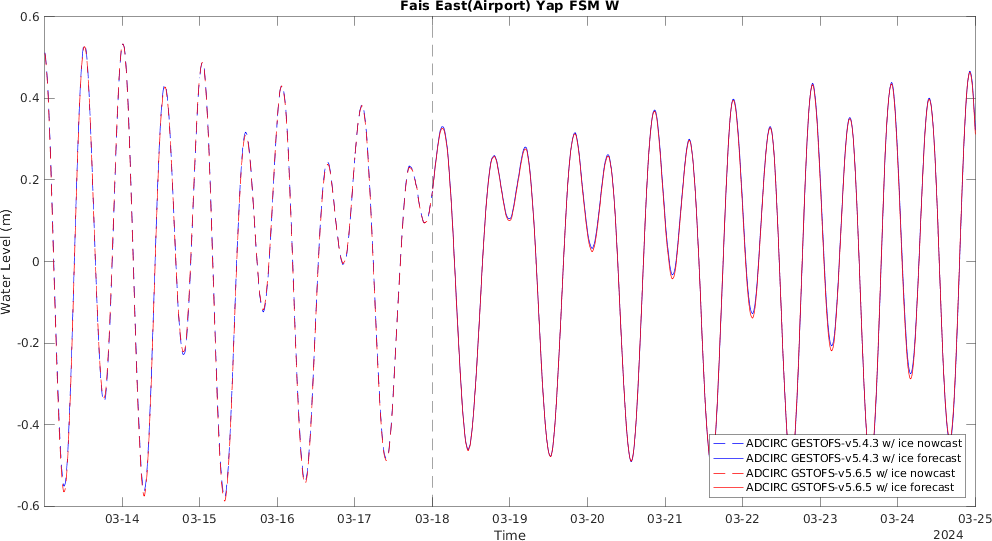 Fais East(Airport) Yap FSM W
0.6
0.4
0.2
0
-0.2
-0.4
-0.6
Water Level (m)
03-14
03-15
03-16
03-17
03-18
03-19
03-20
03-21
03-22
03-23
03-24
03-25
Time
2024
ADCIRC GESTOFS-v5.4.3 w/ ice nowcast
ADCIRC GESTOFS-v5.4.3 w/ ice forecast
ADCIRC GSTOFS-v5.6.5 w/ ice nowcast
ADCIRC GSTOFS-v5.6.5 w/ ice forecast